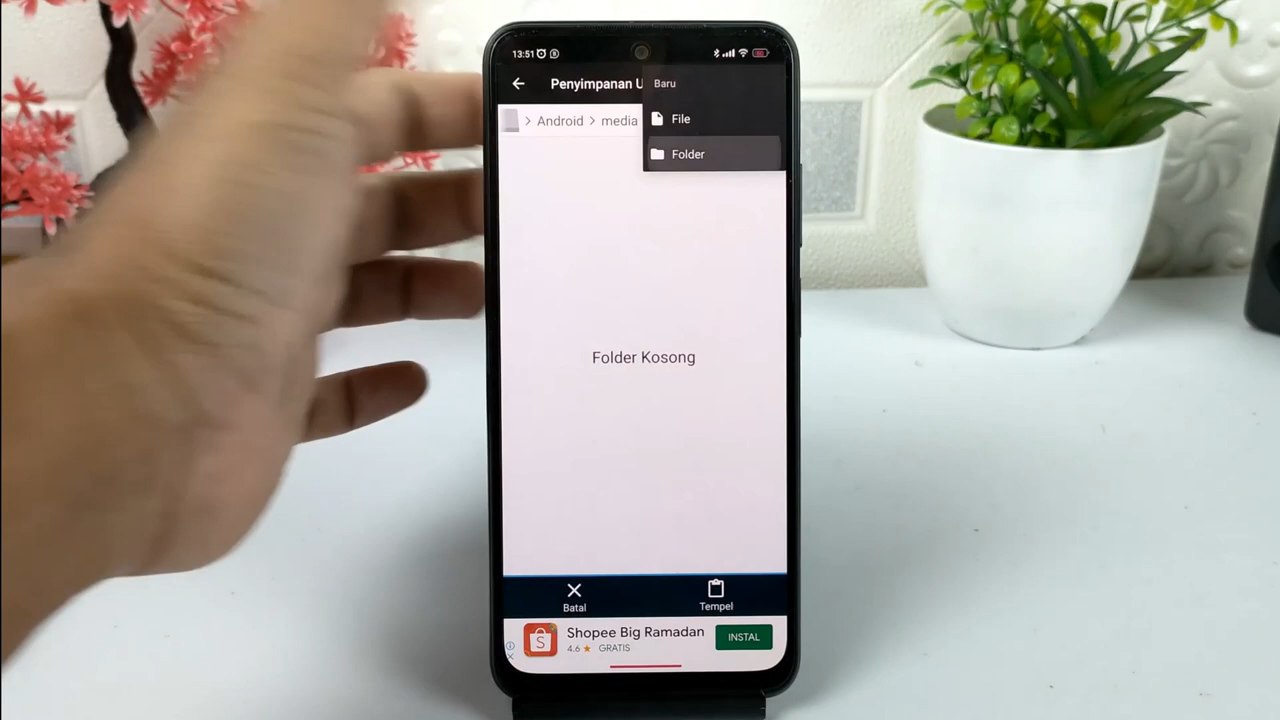 13:51
Penyimpanan U
Baru
> Android > media
File
Folder
Folder Kosong
Batal
Tempel
Shopee Big Ramadan
4.6 ★ GRATIS
INSTAL